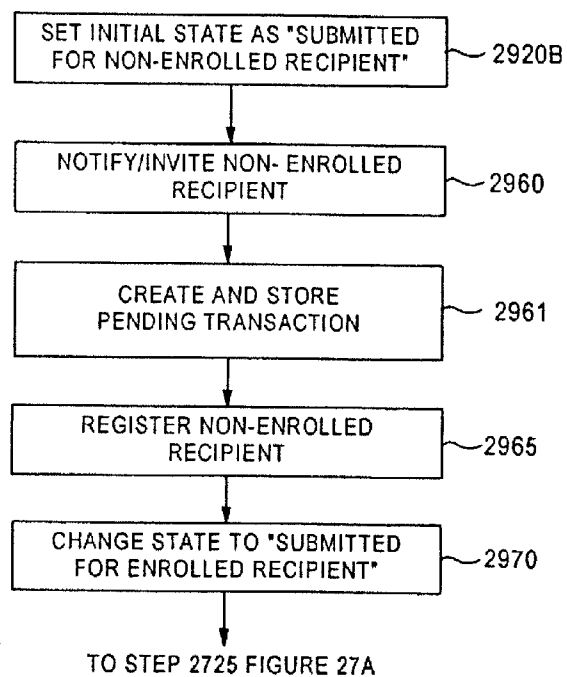 SET INITIAL STATE AS "SUBMITTED
FOR NON-ENROLLED RECIPIENT"
2920B
NOTIFY/INVITE NON- ENROLLED
RECIPIENT
2960
CREATE AND STORE
PENDING TRANSACTION
2961
REGISTER NON-ENROLLED
RECIPIENT
2965
CHANGE STATE TO "SUBMITTED
FOR ENROLLED RECIPIENT"
2970
TO STEP 2725 FIGURE 27A